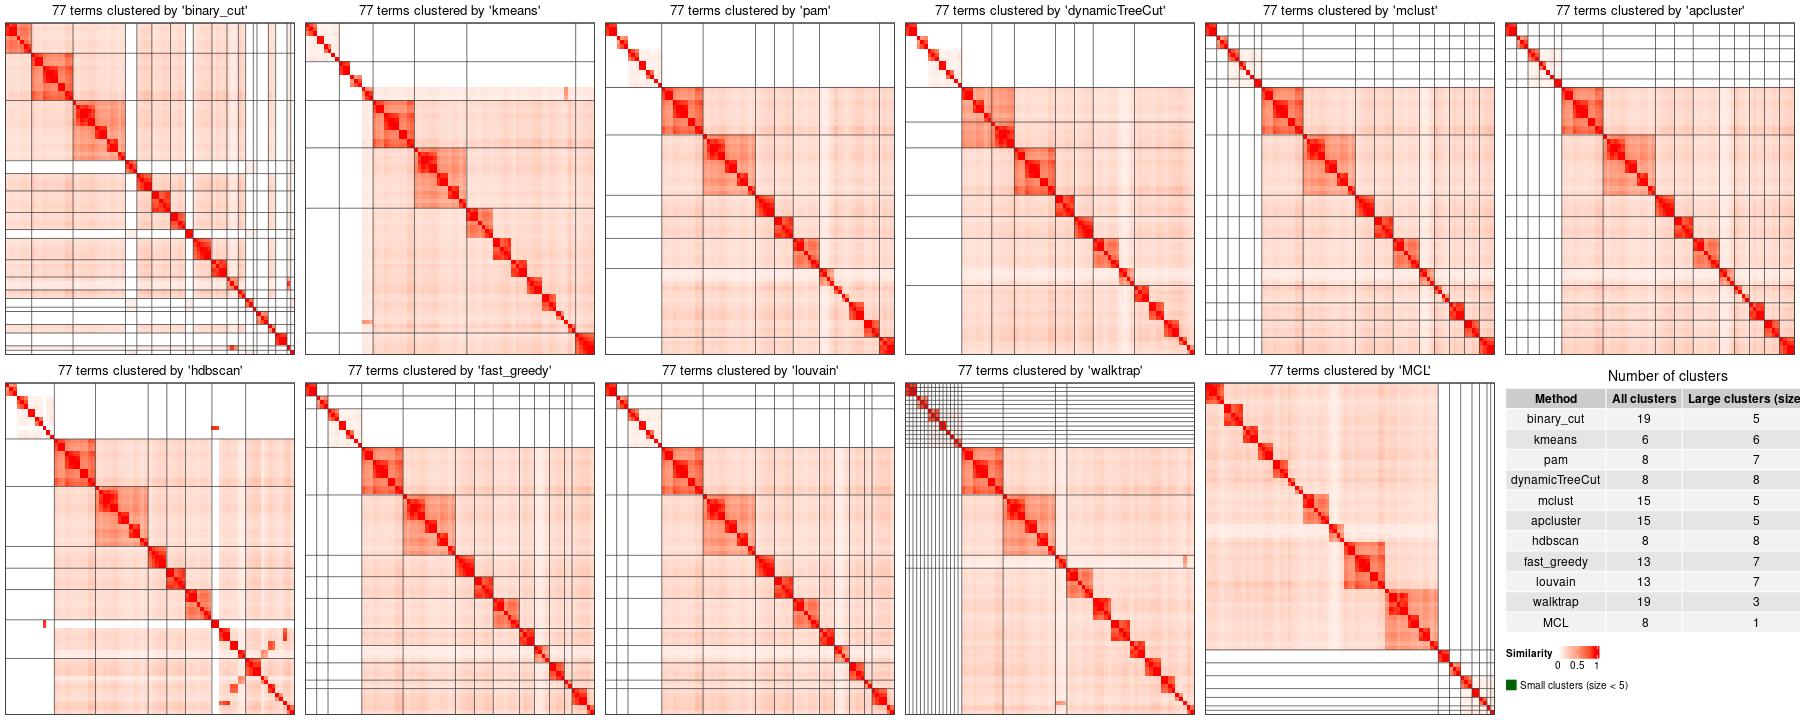 77 terms clustered by 'binary_cut'
77 terms clustered by 'kmeans'
77 terms clustered by 'pam'
77 terms clustered by 'dynamicTreeCut'
77 terms clustered by 'mclust'
77 terms clustered by 'apcluster'
77 terms clustered by 'hdbscan'
77 terms clustered by 'fast_greedy'
77 terms clustered by 'louvain'
77 terms clustered by 'walktrap'
77 terms clustered by 'MCL'
Number of clusters
Method All clusters Large clusters (size
binary_cut 19 5
kmeans 6 6
pam 8 7
dynamicTreeCut 8 8
mclust 15 5
apcluster 15 5
hdbscan 8 8
fast_greedy 13 7
louvain 13 7
walktrap 19 3
MCL 8 1
Similarity
0 0.5 1
Small clusters (size < 5)